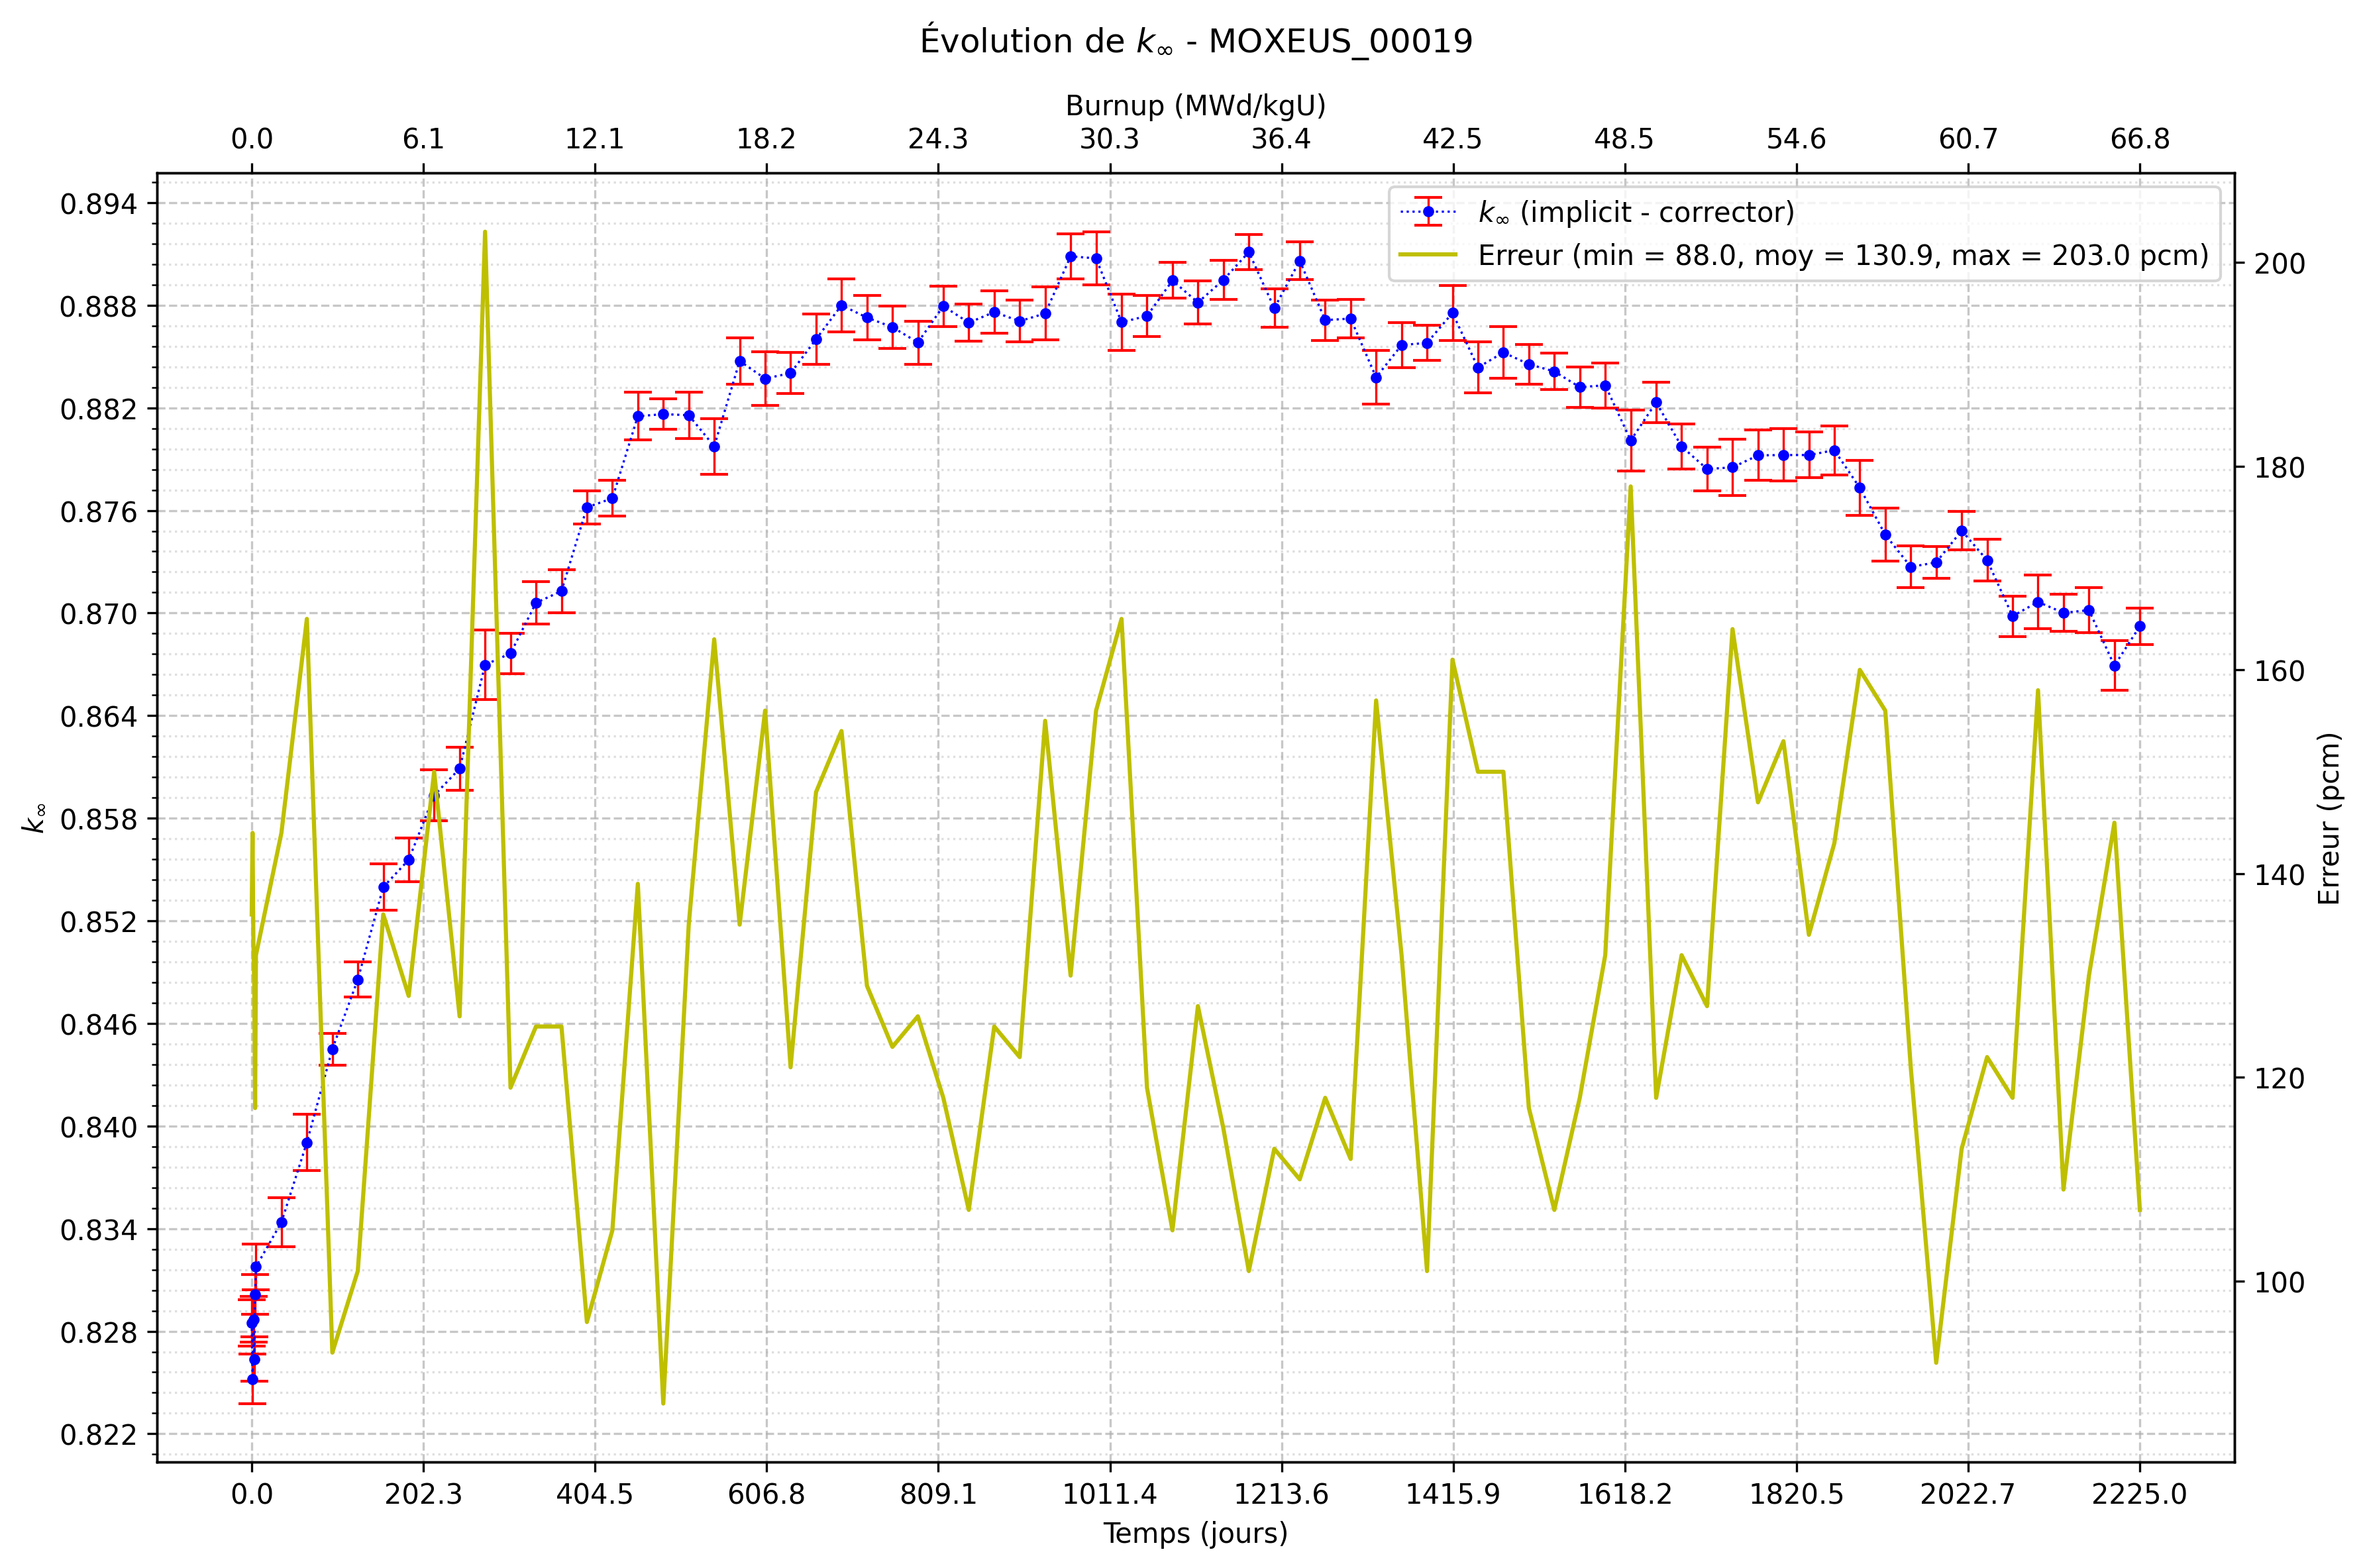 Évolution de k∞ - MOXEUS_00019
Burnup (MWd/kgU)
0.0 6.1 12.1 18.2 24.3 30.3 36.4 42.5 48.5 54.6 60.7 66.8
k∞ (implicit - corrector)
Erreur (min = 88.0, moy = 130.9, max = 203.0 pcm)
0.894
0.888
0.882
0.876
0.870
0.864
0.858
0.852
0.846
0.840
0.834
0.828
0.822
k∞
200
180
160
140
120
100
Erreur (pcm)
0.0 202.3 404.5 606.8 809.1 1011.4 1213.6 1415.9 1618.2 1820.5 2022.7 2225.0
Temps (jours)